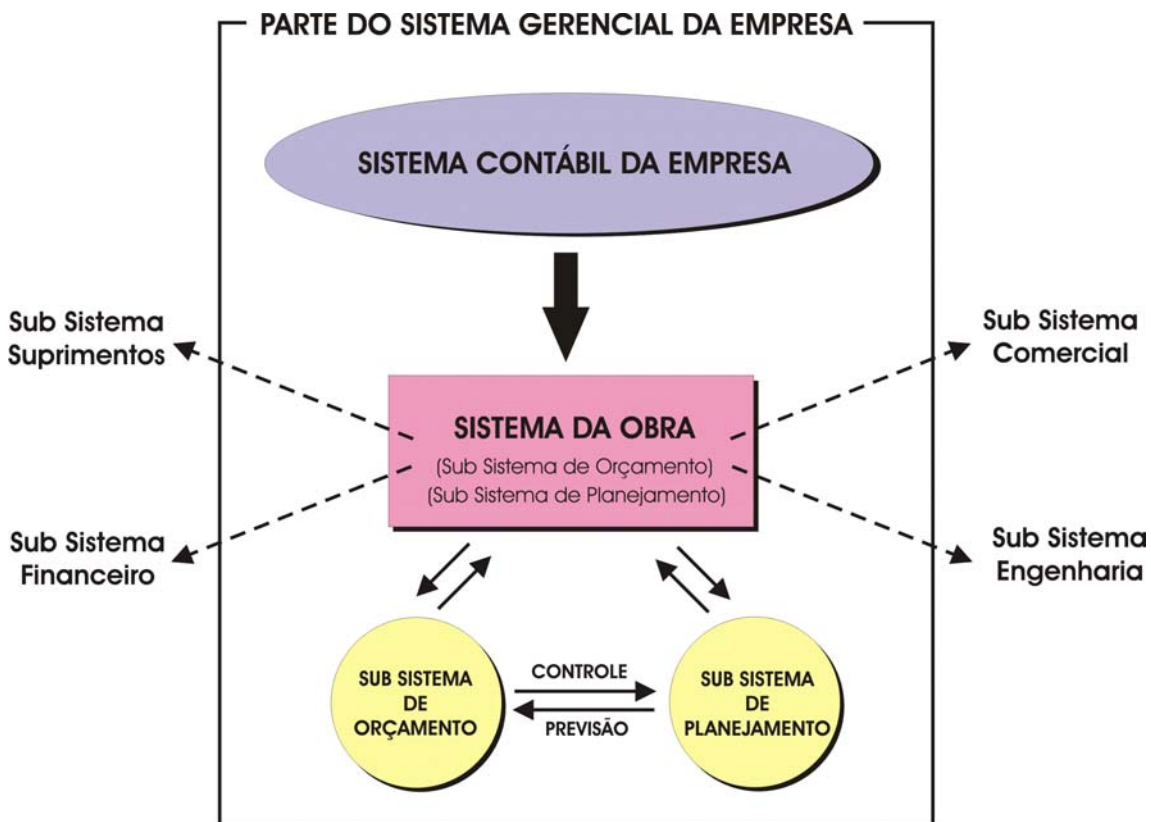 PARTE DO SISTEMA GERENCIAL DA EMPRESA
SISTEMA CONTÁBIL DA EMPRESA
Sub Sistema
Suprimentos
Sub Sistema
Comercial
SISTEMA DA OBRA
(Sub Sistema de Orçamento)
(Sub Sistema de Planejamento)
Sub Sistema
Financeiro
Sub Sistema
Engenharia
SUB SISTEMA
DE
ORÇAMENTO
CONTROLE
PREVISÃO
SUB SISTEMA
DE
PLANEJAMENTO